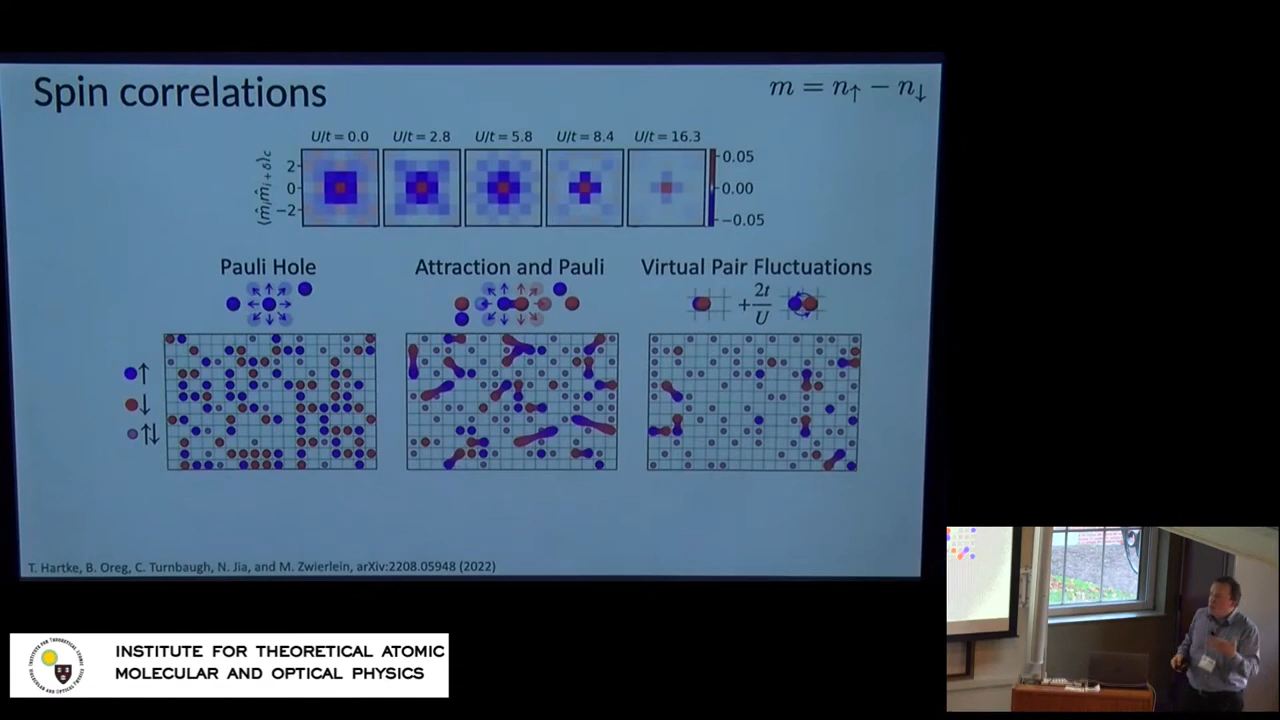 Spin correlations
m = n↑ − n↓
U/t = 0.0 U/t = 2.8 U/t = 5.8 U/t = 8.4 U/t = 16.3
⟨m̂ᵢm̂ᵢ₊δ⟩c
2
0
−2
0.05
0.00
−0.05
Pauli Hole
Attraction and Pauli
Virtual Pair Fluctuations
+ 2t/U
↑
↓
↑↓
T. Hartke, B. Oreg, C. Turnbaugh, N. Jia, and M. Zwierlein, arXiv:2208.05948 (2022)
INSTITUTE FOR THEORETICAL ATOMIC
MOLECULAR AND OPTICAL PHYSICS